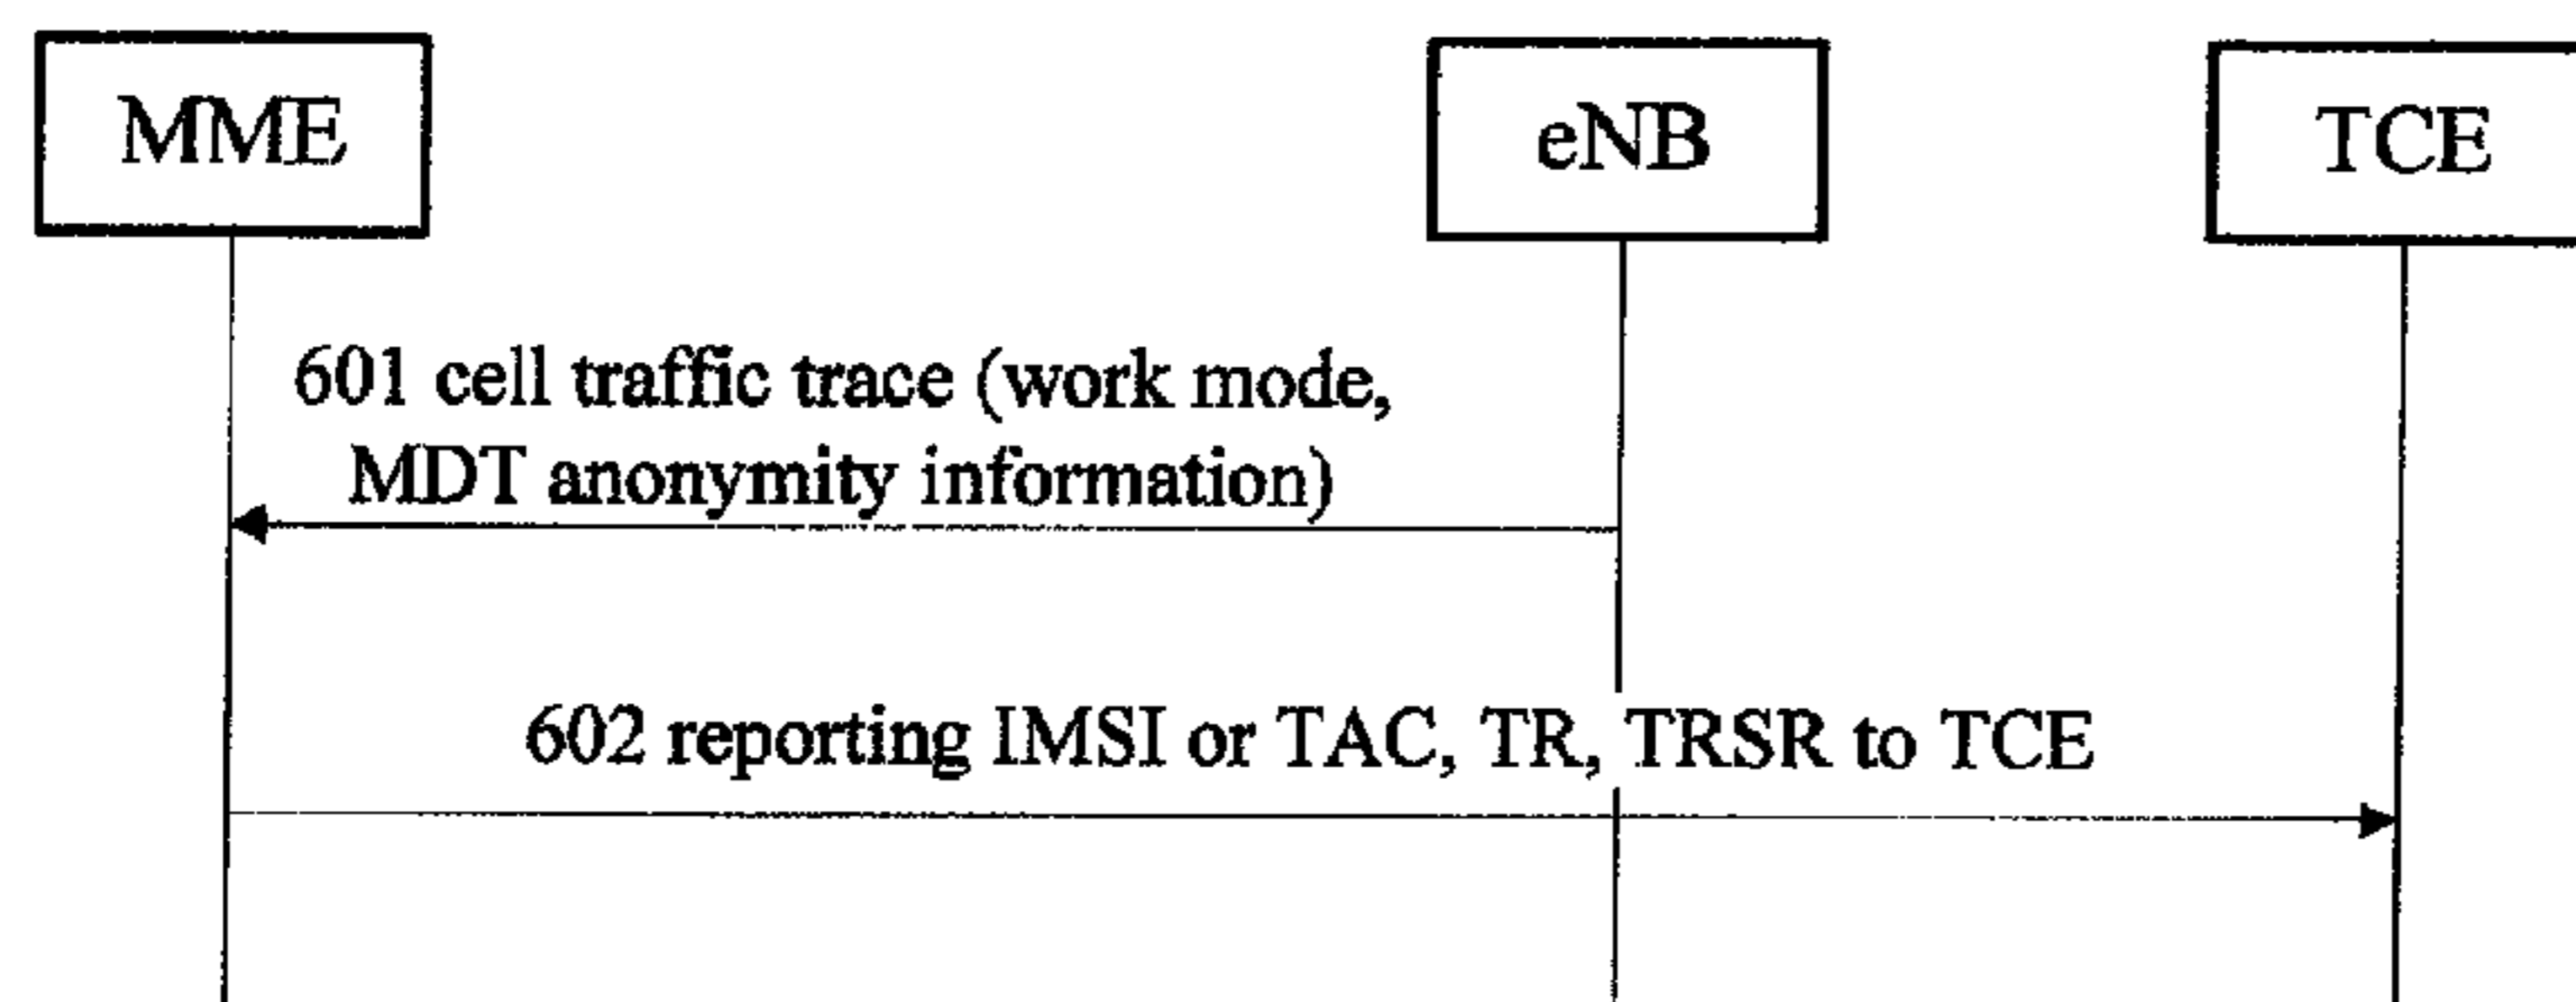 MME
eNB
TCE
601 cell traffic trace (work mode,
MDT anonymity information)
602 reporting IMSI or TAC, TR, TRSR to TCE